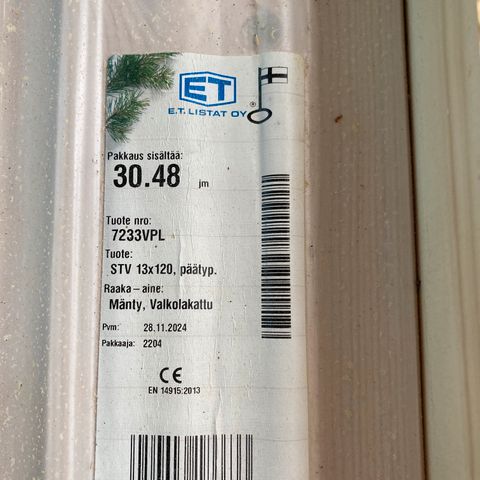 ET
®
E.T. LISTAT OY
Pakkaus sisältää:
30.48 jm
Tuote nro:
7233VPL
Tuote:
STV 13x120, päätyp.
Raaka-aine:
Mänty, Valkolakattu
Pvm: 28.11.2024
Pakkaaja: 2204
CE
EN 14915:2013